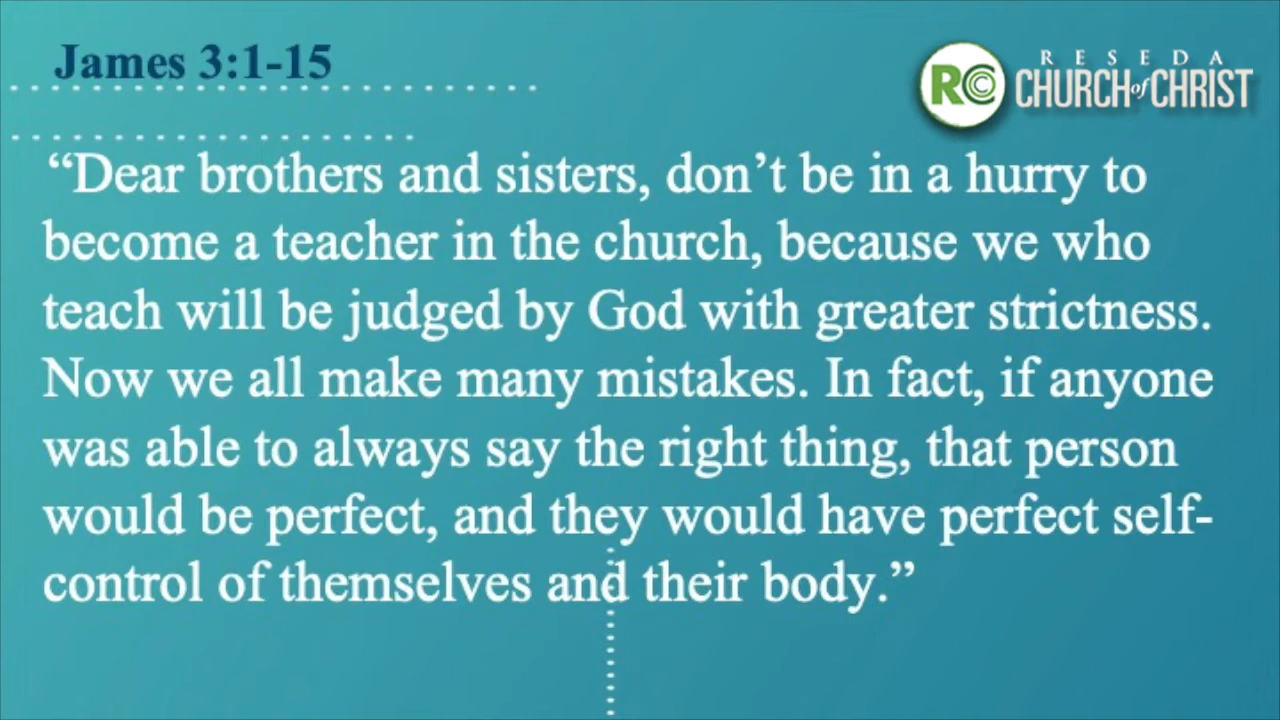 James 3:1-15
RCC
RESEDA
CHURCH of CHRIST
“Dear brothers and sisters, don’t be in a hurry to
become a teacher in the church, because we who
teach will be judged by God with greater strictness.
Now we all make many mistakes. In fact, if anyone
was able to always say the right thing, that person
would be perfect, and they would have perfect self-
control of themselves and their body.”